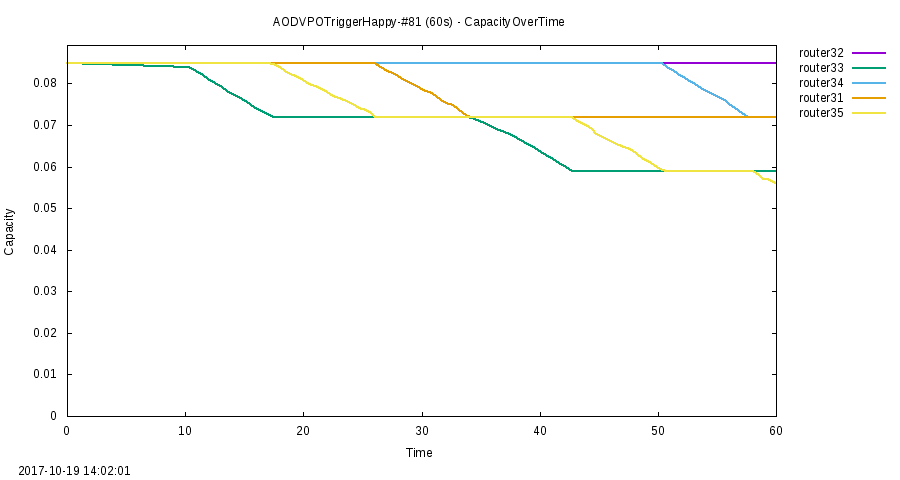 AODVPOTriggerHappy-#81 (60s) - CapacityOverTime
router32
router33
router34
router31
router35
0.08
0.07
0.06
0.05
0.04
0.03
0.02
0.01
0
Capacity
0 10 20 30 40 50 60
Time
2017-10-19 14:02:01